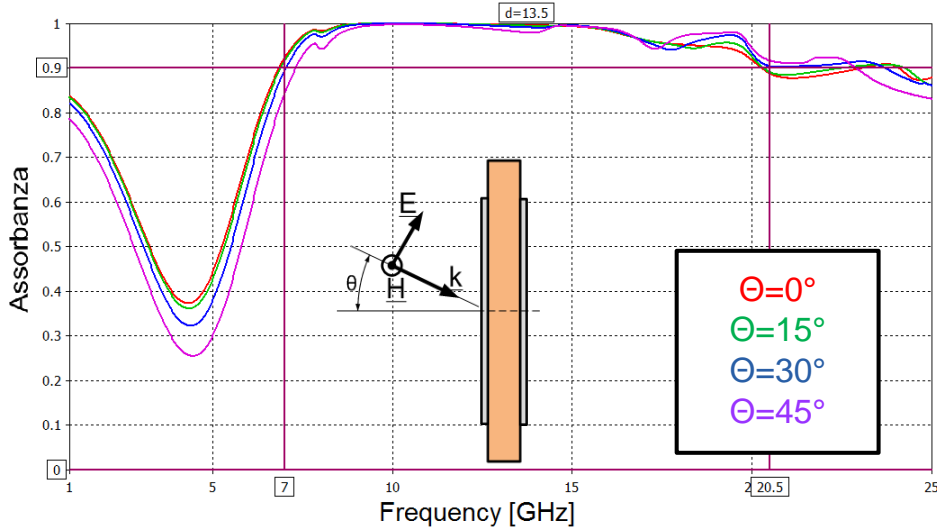 d=13.5
1
0.9
0.8
0.7
0.6
0.5
0.4
0.3
0.2
0.1
0
Assorbanza
E
θ
H
k
Θ=0°
Θ=15°
Θ=30°
Θ=45°
1
5
7
10
15
2
20.5
25
Frequency [GHz]